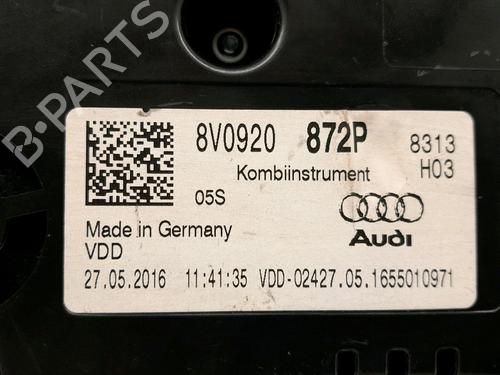 B-PARTS
8V0920 872P 8313
Kombiinstrument H03
05S
Made in Germany
VDD
Audi
27.05.2016 11:41:35 VDD-02427.05.1655010971